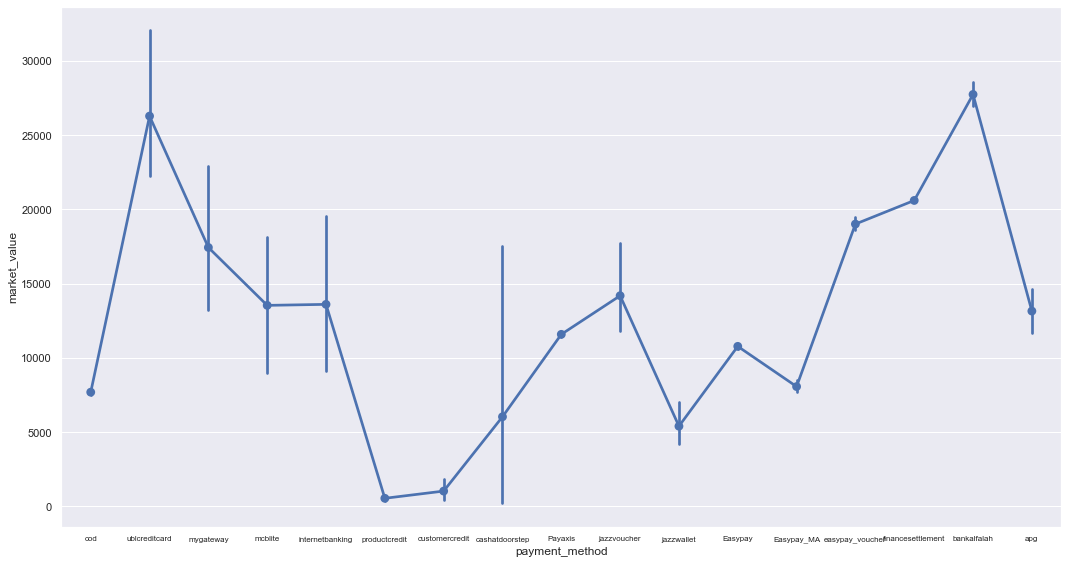 30000
25000
20000
15000
10000
5000
0
market_value
cod ublcreditcard mygateway mcblite internetbanking productcredit customercredit cashatdoorstep Payaxis jazzvoucher jazzwallet Easypay Easypay_MA easypay_voucher financesettlement bankalfalah apg
payment_method